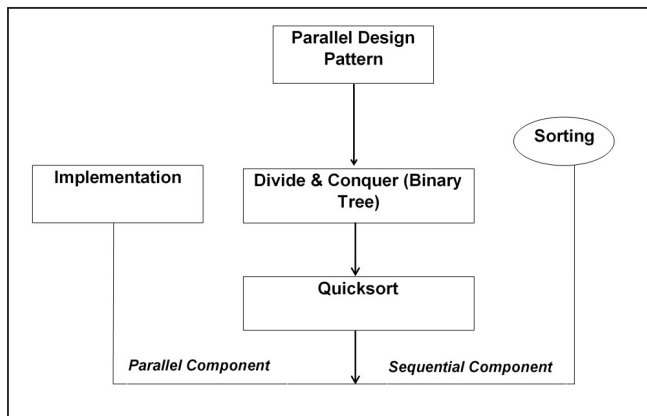 Parallel Design
Pattern
Sorting
Implementation
Divide & Conquer (Binary
Tree)
Quicksort
Parallel Component
Sequential Component